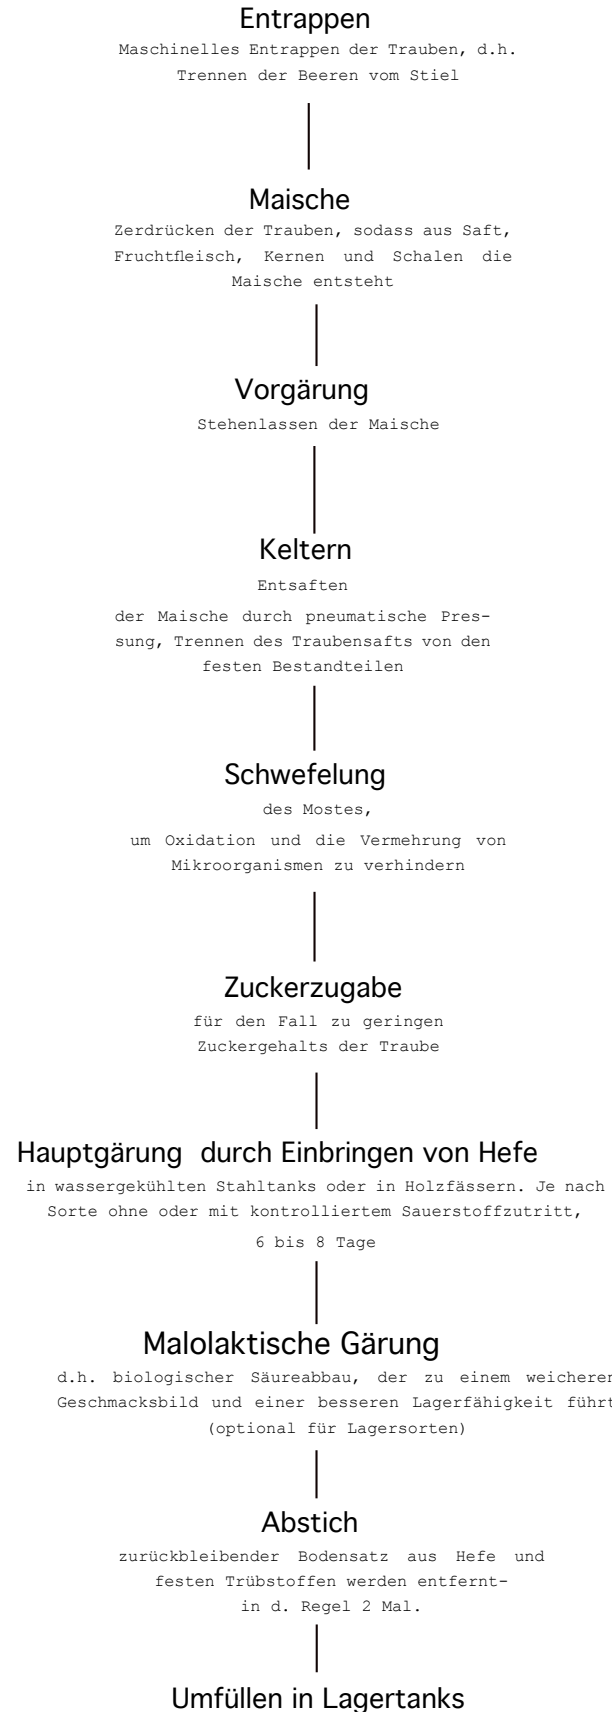 Entrappen
Maschinelles Entrappen der Trauben, d.h.
Trennen der Beeren vom Stiel
Maische
Zerdrücken der Trauben, sodass aus Saft,
Fruchtfleisch, Kernen und Schalen die
Maische entsteht
Vorgärung
Stehenlassen der Maische
Keltern
Entsaften
der Maische durch pneumatische Pres-
sung, Trennen des Traubensafts von den
festen Bestandteilen
Schwefelung
des Mostes,
um Oxidation und die Vermehrung von
Mikroorganismen zu verhindern
Zuckerzugabe
für den Fall zu geringen
Zuckergehalts der Traube
Hauptgärung durch Einbringen von Hefe
in wassergekühlten Stahltanks oder in Holzfässern. Je nach
Sorte ohne oder mit kontrolliertem Sauerstoffzutritt,
6 bis 8 Tage
Malolaktische Gärung
d.h. biologischer Säureabbau, der zu einem weicheren
Geschmacksbild und einer besseren Lagerfähigkeit führt
(optional für Lagersorten)
Abstich
zurückbleibender Bodensatz aus Hefe und
festen Trübstoffen werden entfernt-
in d. Regel 2 Mal.
Umfüllen in Lagertanks